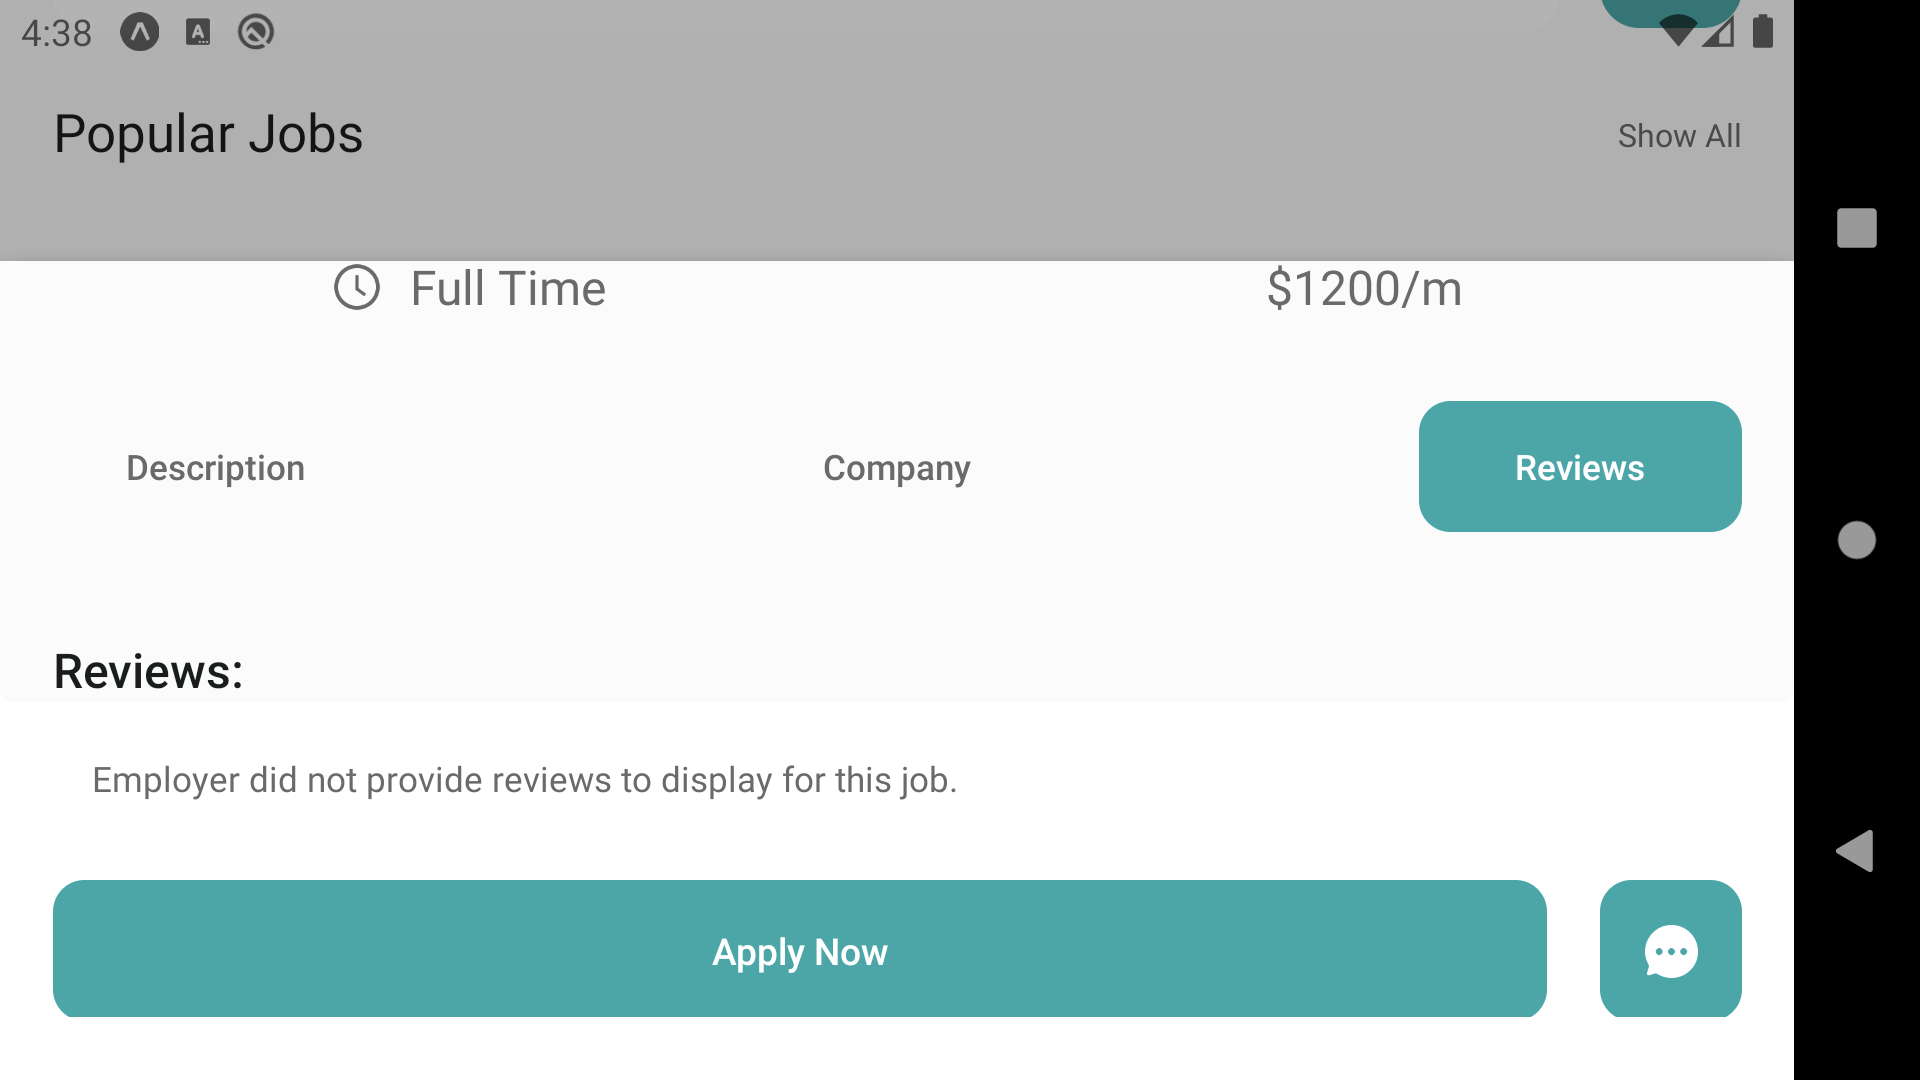 4:38
Popular Jobs
Show All
Full Time
$1200/m
Description
Company
Reviews
Reviews:
Employer did not provide reviews to display for this job.
Apply Now